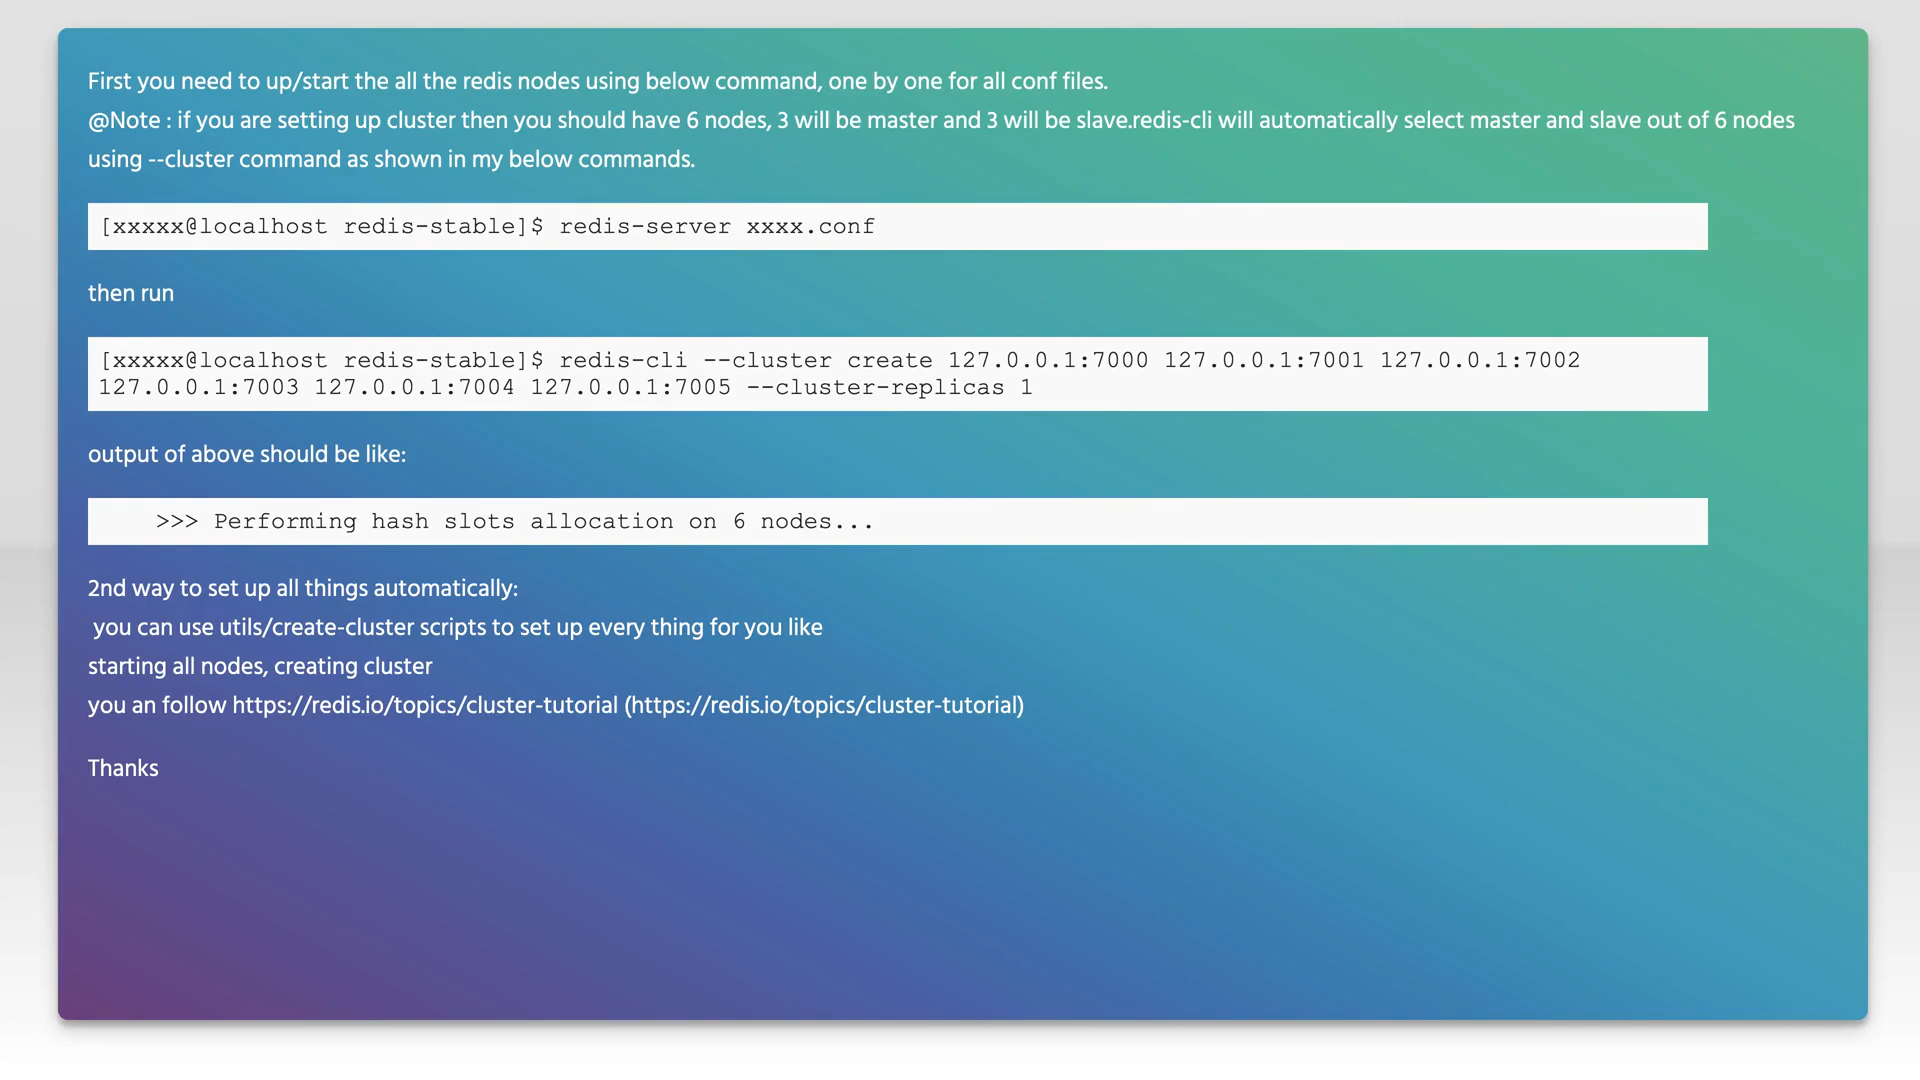 First you need to up/start the all the redis nodes using below command, one by one for all conf files.
@Note : if you are setting up cluster then you should have 6 nodes, 3 will be master and 3 will be slave.redis-cli will automatically select master and slave out of 6 nodes
using --cluster command as shown in my below commands.
[xxxxx@localhost redis-stable]$ redis-server xxxx.conf
then run
[xxxxx@localhost redis-stable]$ redis-cli --cluster create 127.0.0.1:7000 127.0.0.1:7001 127.0.0.1:7002
127.0.0.1:7003 127.0.0.1:7004 127.0.0.1:7005 --cluster-replicas 1
output of above should be like:
>>> Performing hash slots allocation on 6 nodes...
2nd way to set up all things automatically:
you can use utils/create-cluster scripts to set up every thing for you like
starting all nodes, creating cluster
you an follow https://redis.io/topics/cluster-tutorial (https://redis.io/topics/cluster-tutorial)
Thanks